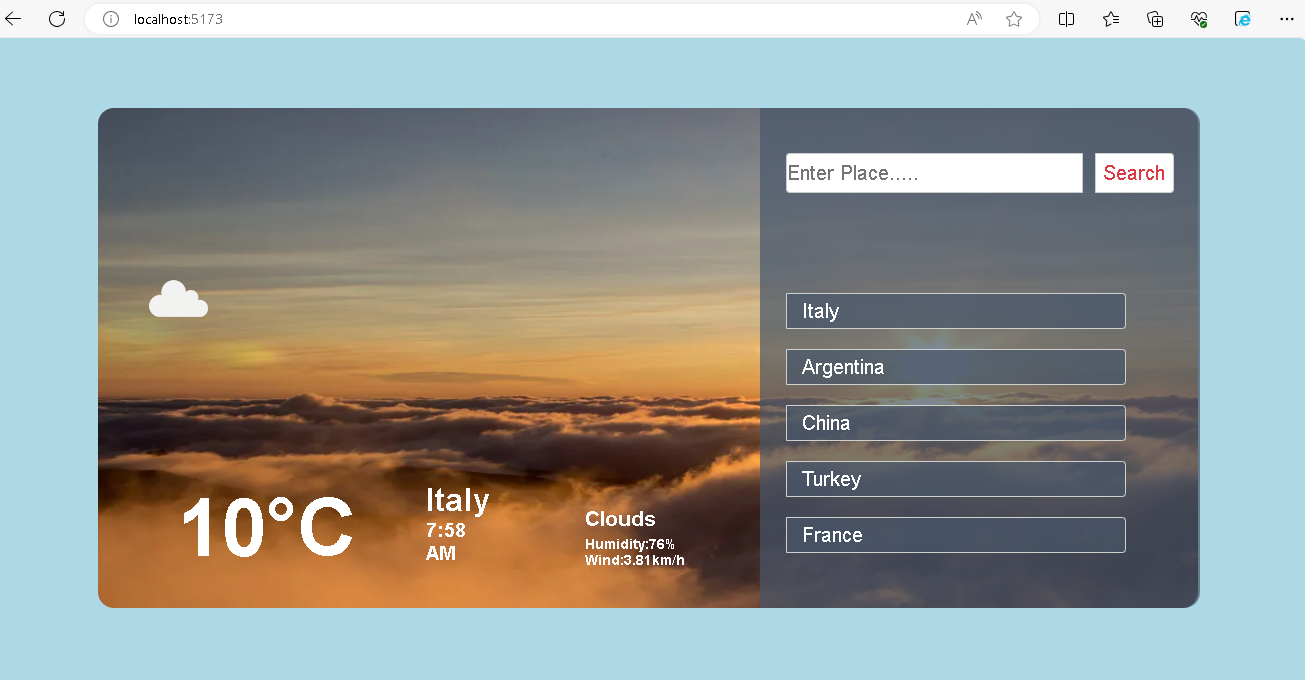 localhost:5173
Enter Place.....
Search
Italy
Argentina
China
Turkey
France
10°C
Italy
7:58
AM
Clouds
Humidity:76%
Wind:3.81km/h